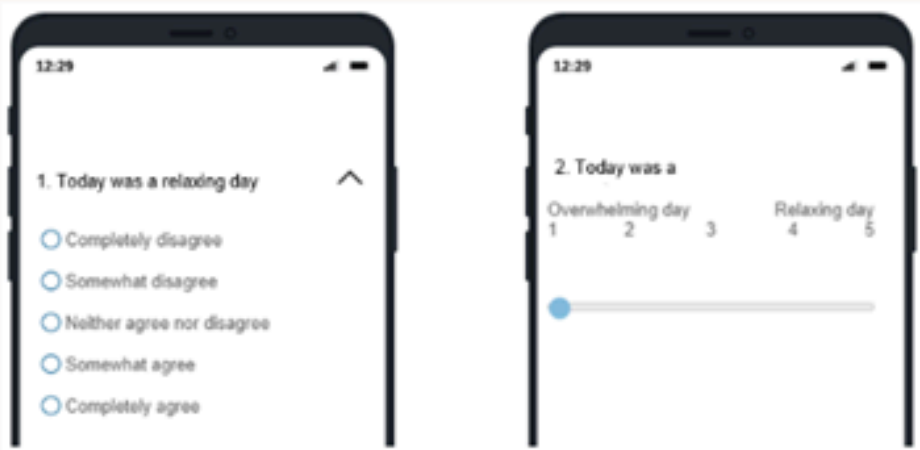 12:29
1. Today was a relaxing day
Completely disagree
Somewhat disagree
Neither agree nor disagree
Somewhat agree
Completely agree
12:29
2. Today was a
Overwhelming day Relaxing day
1 2 3 4 5